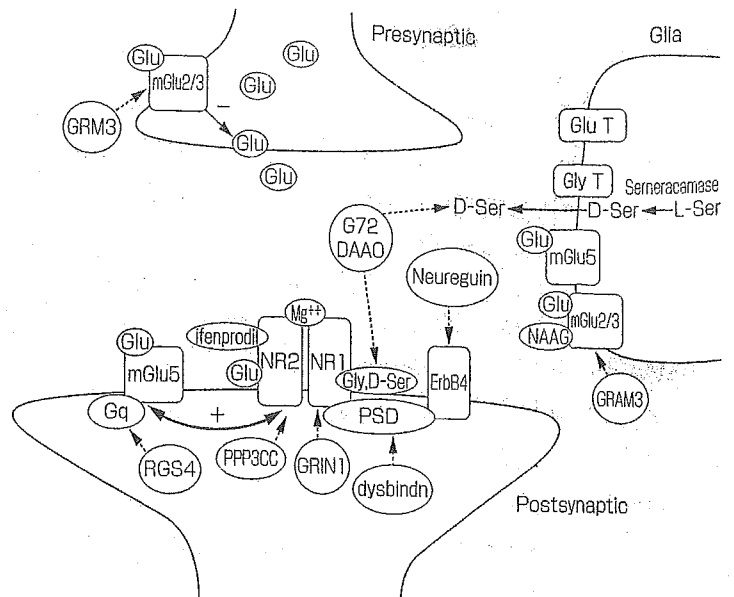 Presynaptic
Glia
Glu
mGlu2/3
Glu
Glu
GRM3
−
Glu
Glu
Glu T
Gly T
Serneracamase
D-Ser
D-Ser
L-Ser
G72
DAAO
Glu
mGlu5
Neureguin
Glu
mGlu2/3
NAAG
GRAM3
Mg++
ifenprodil
NR2
NR1
Glu
Glu
mGlu5
Gly,D-Ser
ErbB4
Gq
+
PSD
RGS4
PPP3CC
GRIN1
dysbindn
Postsynaptic